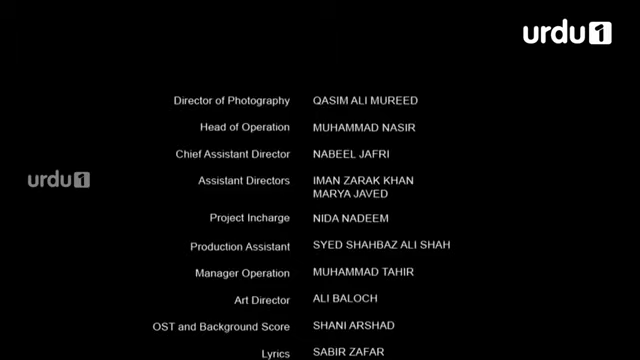 urdu1
Director of Photography QASIM ALI MUREED
Head of Operation MUHAMMAD NASIR
Chief Assistant Director NABEEL JAFRI
urdu1
Assistant Directors IMAN ZARAK KHAN
MARYA JAVED
Project Incharge NIDA NADEEM
Production Assistant SYED SHAHBAZ ALI SHAH
Manager Operation MUHAMMAD TAHIR
Art Director ALI BALOCH
OST and Background Score SHANI ARSHAD
Lyrics SABIR ZAFAR